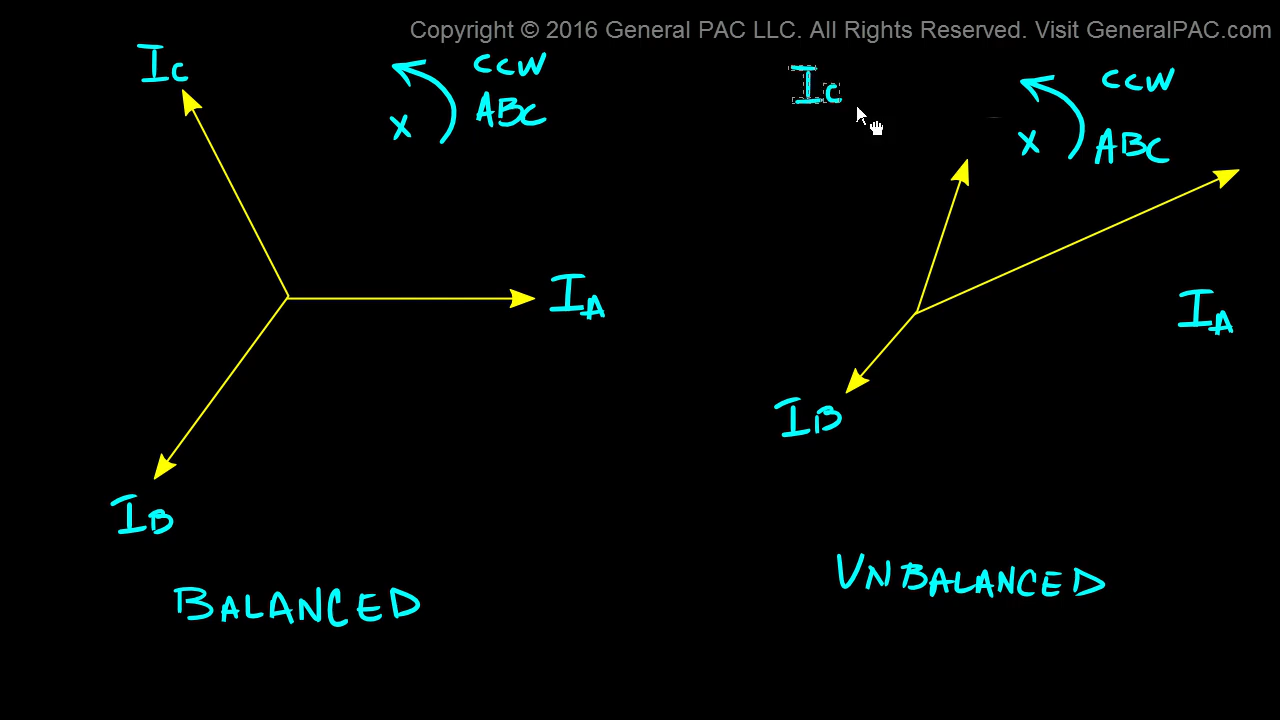 Copyright © 2016 General PAC LLC. All Rights Reserved. Visit GeneralPAC.com
IC
CCW
X
ABC
IA
IB
BALANCED
IC
CCW
X
ABC
IA
IB
UNBALANCED